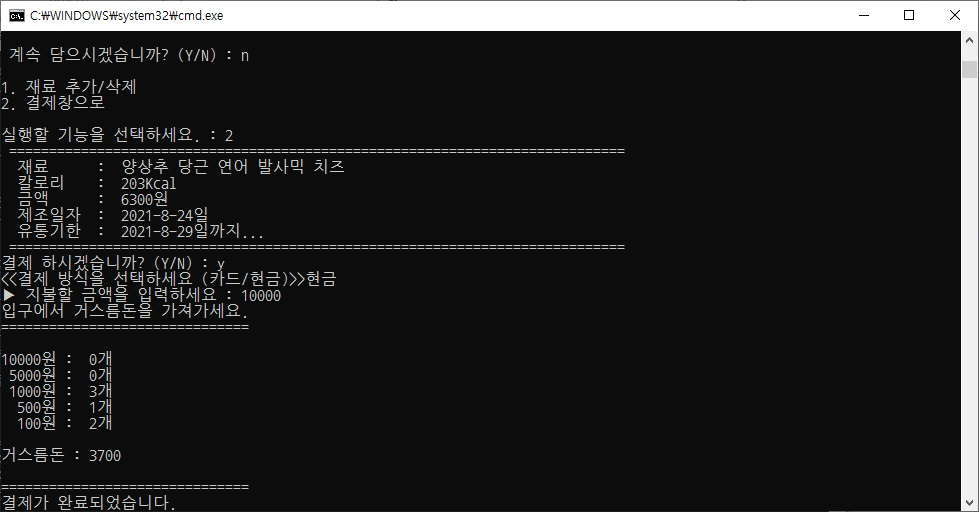 C:₩WINDOWS₩system32₩cmd.exe
계속 담으시겠습니까? (Y/N) : n
1. 재료 추가/삭제
2. 결제창으로
실행할 기능을 선택하세요. : 2
=============================================================================
재료      :  양상추 당근 연어 발사믹 치즈
칼로리    :  203Kcal
금액      :  6300원
제조일자  :  2021-8-24일
유통기한  :  2021-8-29일까지...
=============================================================================
결제 하시겠습니까? (Y/N) : y
<<결제 방식을 선택하세요 (카드/현금)>>현금
▶ 지불할 금액을 입력하세요 : 10000
입구에서 거스름돈을 가져가세요.
===============================
10000원 :  0개
5000원 :  0개
1000원 :  3개
500원 :  1개
100원 :  2개
거스름돈 : 3700
===============================
결제가 완료되었습니다.